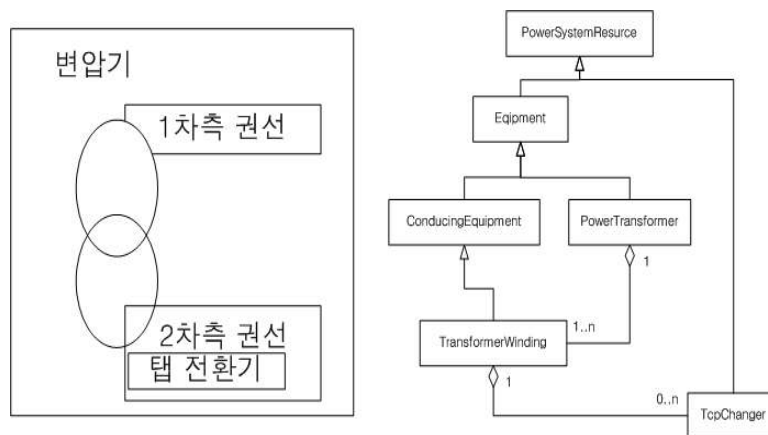 변압기
1차측 권선
2차측 권선
탭 전환기
PowerSystemResurce
Eqipment
ConducingEquipment
PowerTransformer
1
1..n
TransformerWinding
1
0..n
TcpChanger